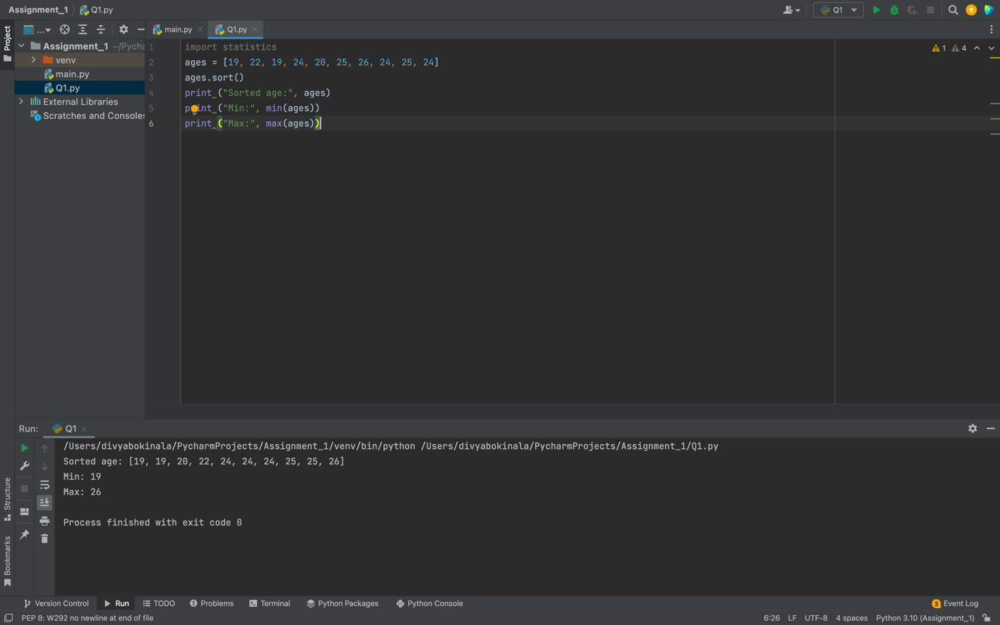 Assignment_1
Q1.py
Q1
Project
...
main.py
Q1.py
Assignment_1 ~/Pycha
venv
main.py
Q1.py
External Libraries
Scratches and Consoles
1 import statistics
2 ages = [19, 22, 19, 24, 20, 25, 26, 24, 25, 24]
3 ages.sort()
4 print ("Sorted age:", ages)
5 print ("Min:", min(ages))
6 print ("Max:", max(ages))
1 4
Run: Q1
/Users/divyabokinala/PycharmProjects/Assignment_1/venv/bin/python /Users/divyabokinala/PycharmProjects/Assignment_1/Q1.py
Sorted age: [19, 19, 20, 22, 24, 24, 24, 25, 25, 26]
Min: 19
Max: 26
Process finished with exit code 0
Structure
Bookmarks
Version Control Run TODO Problems Terminal Python Packages Python Console 3 Event Log
PEP 8: W292 no newline at end of file 6:26 LF UTF-8 4 spaces Python 3.10 (Assignment_1)